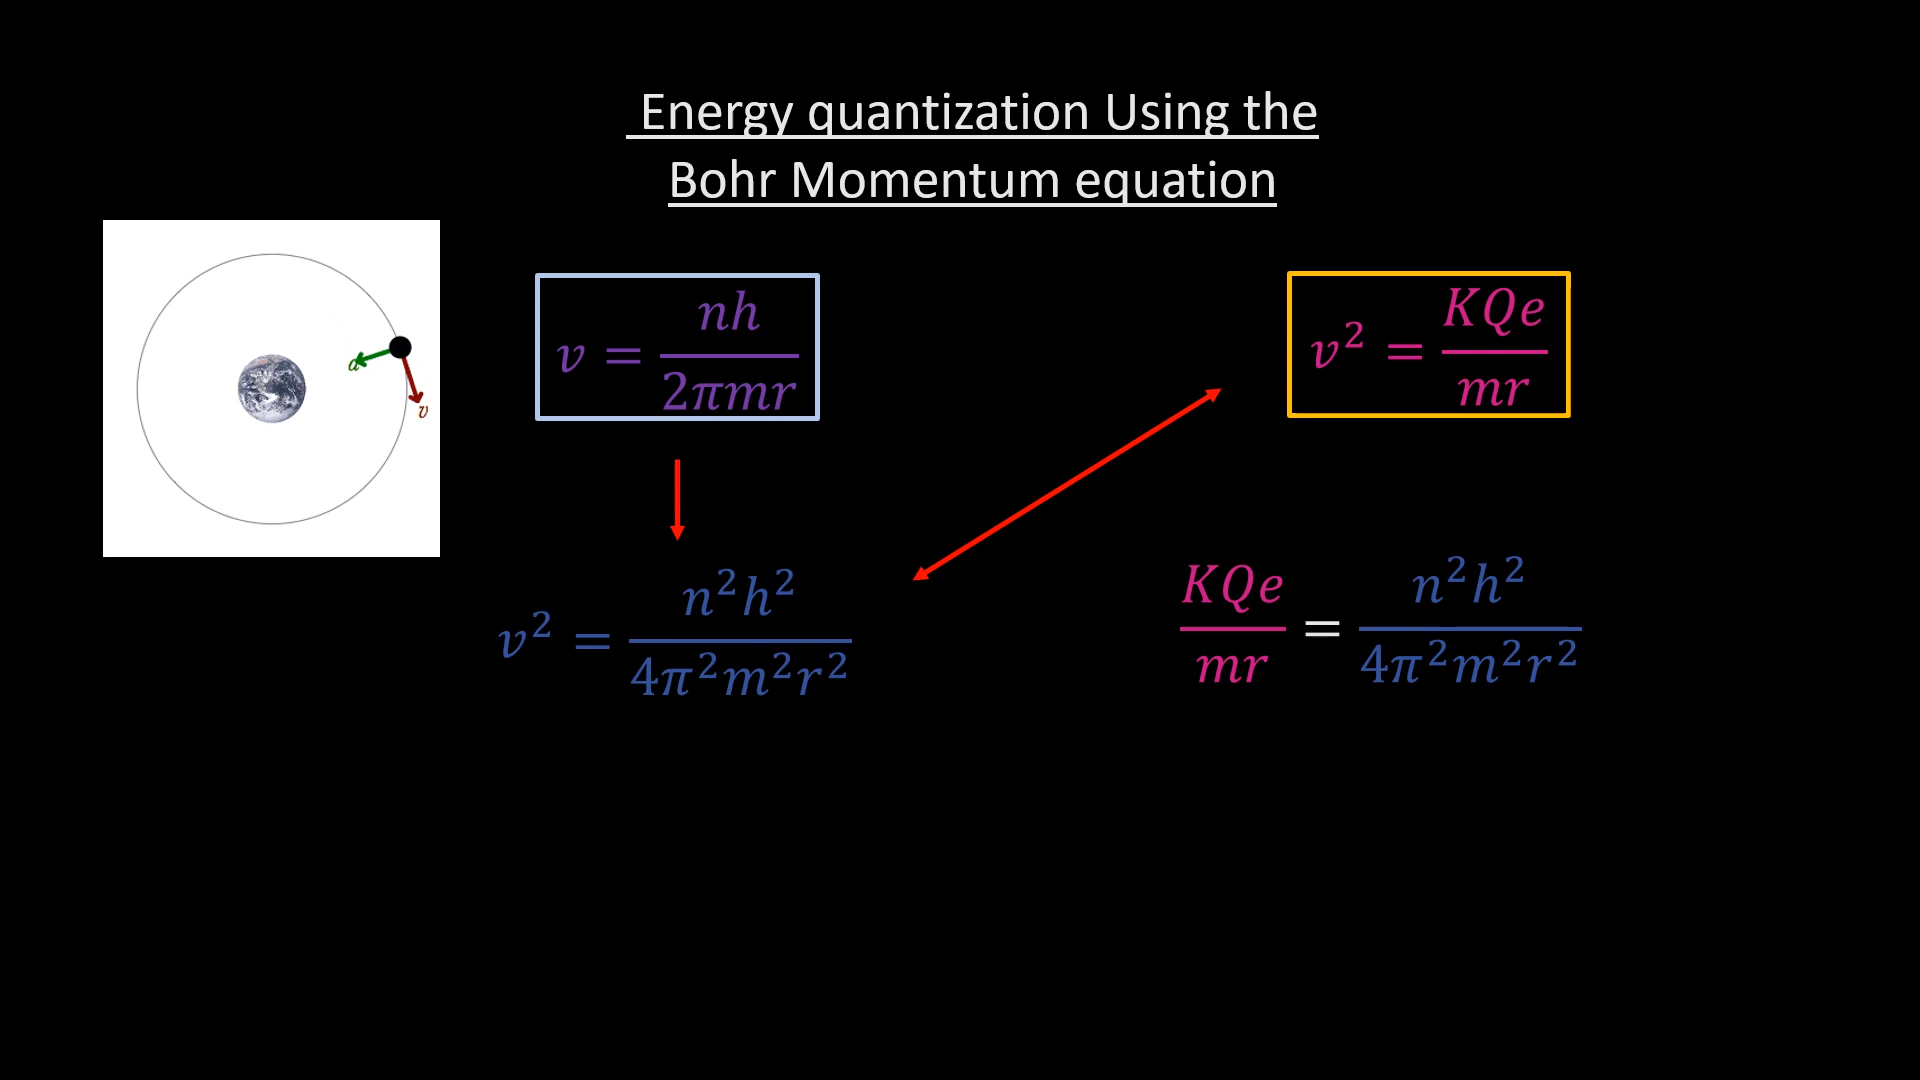 Energy quantization Using the
Bohr Momentum equation
a
v
v = nh / 2πmr
v² = KQe / mr
v² = n²h² / 4π²m²r²
KQe / mr = n²h² / 4π²m²r²